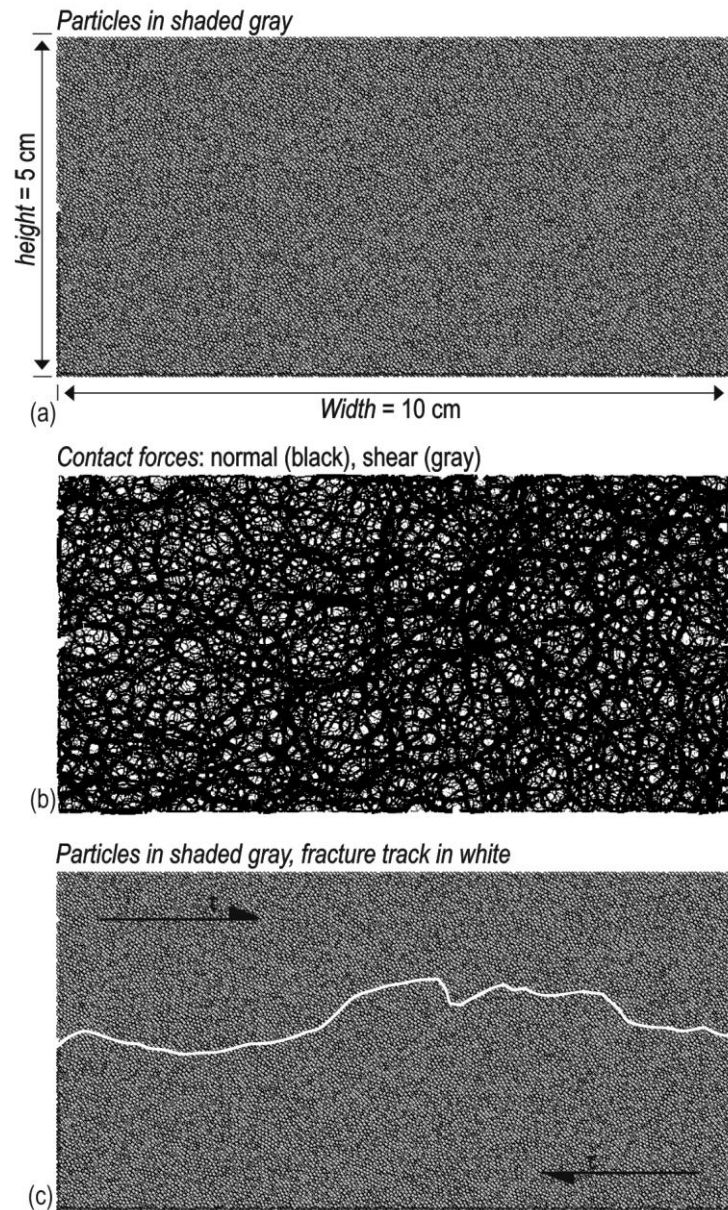 Particles in shaded gray
height = 5 cm
Width = 10 cm
(a)
Contact forces: normal (black), shear (gray)
(b)
Particles in shaded gray, fracture track in white
τ
τ
(c)